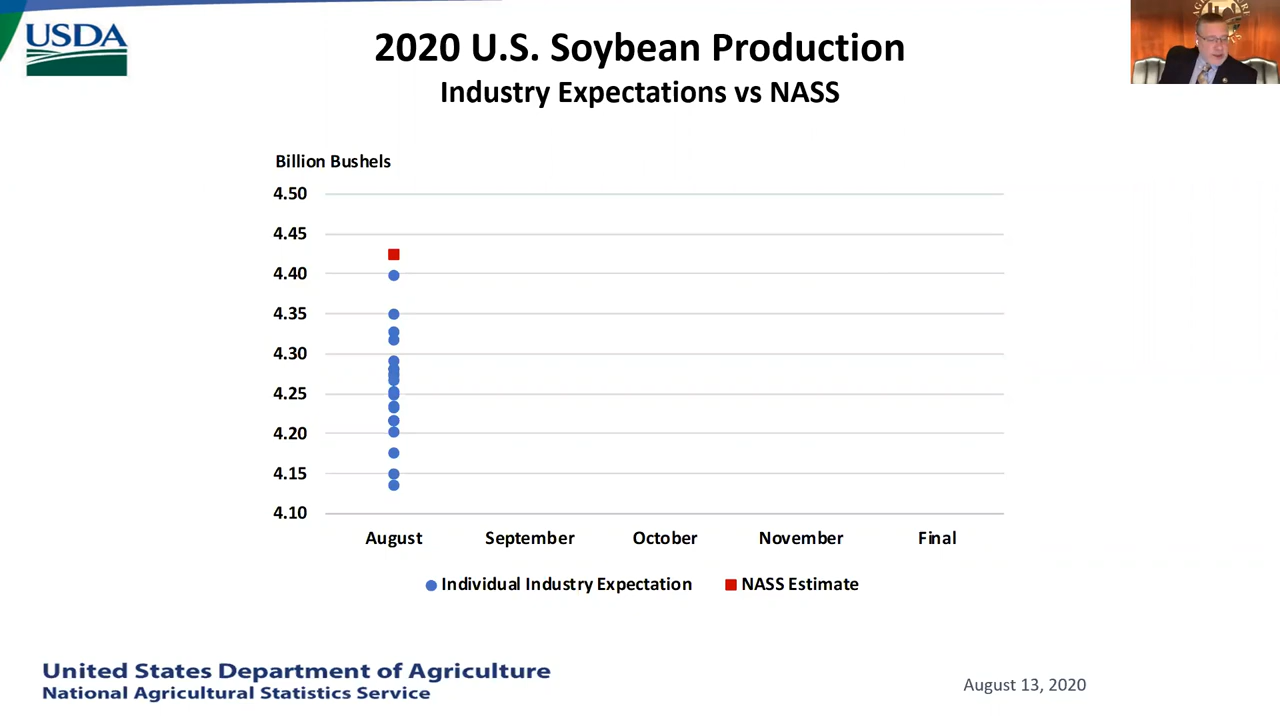 USDA
2020 U.S. Soybean Production
Industry Expectations vs NASS
Billion Bushels
4.50
4.45
4.40
4.35
4.30
4.25
4.20
4.15
4.10
August September October November Final
Individual Industry Expectation NASS Estimate
United States Department of Agriculture
National Agricultural Statistics Service
August 13, 2020